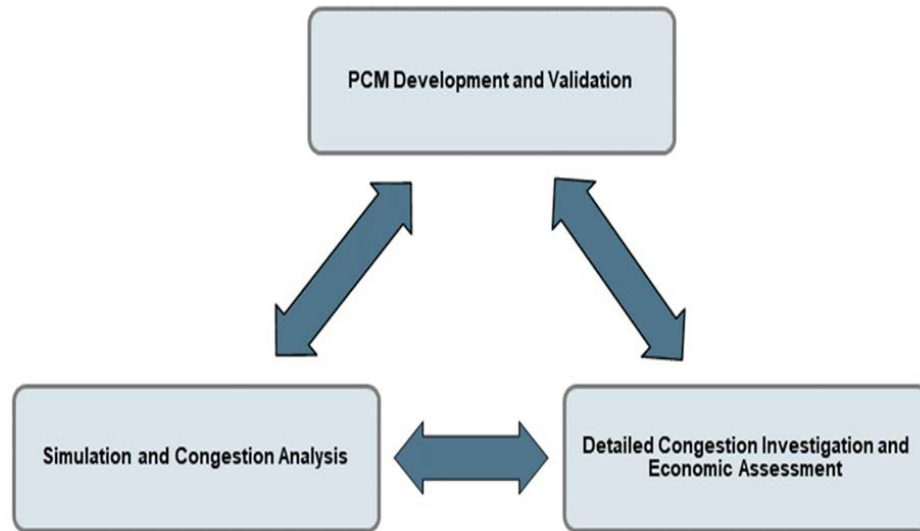 PCM Development and Validation
Simulation and Congestion Analysis
Detailed Congestion Investigation and
Economic Assessment